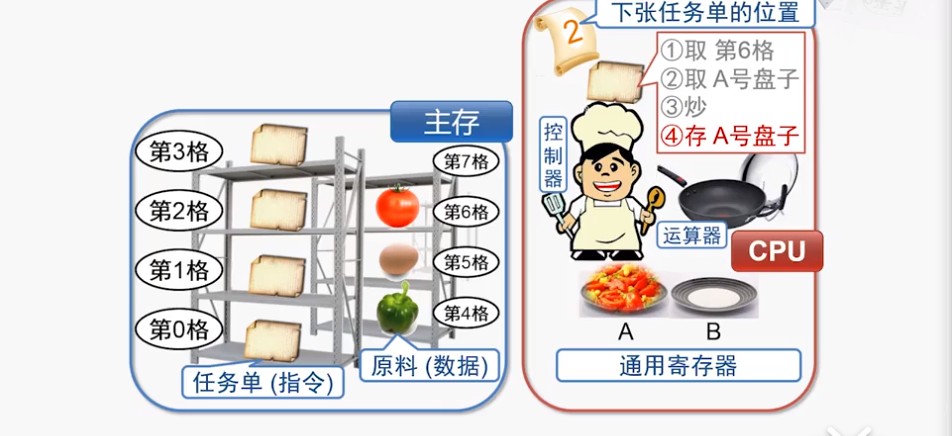 下张任务单的位置
2
①取 第6格
②取 A号盘子
③炒
④存 A号盘子
控制器
运算器
CPU
A
B
通用寄存器
主存
第3格
第2格
第1格
第0格
第7格
第6格
第5格
第4格
任务单 (指令)
原料 (数据)